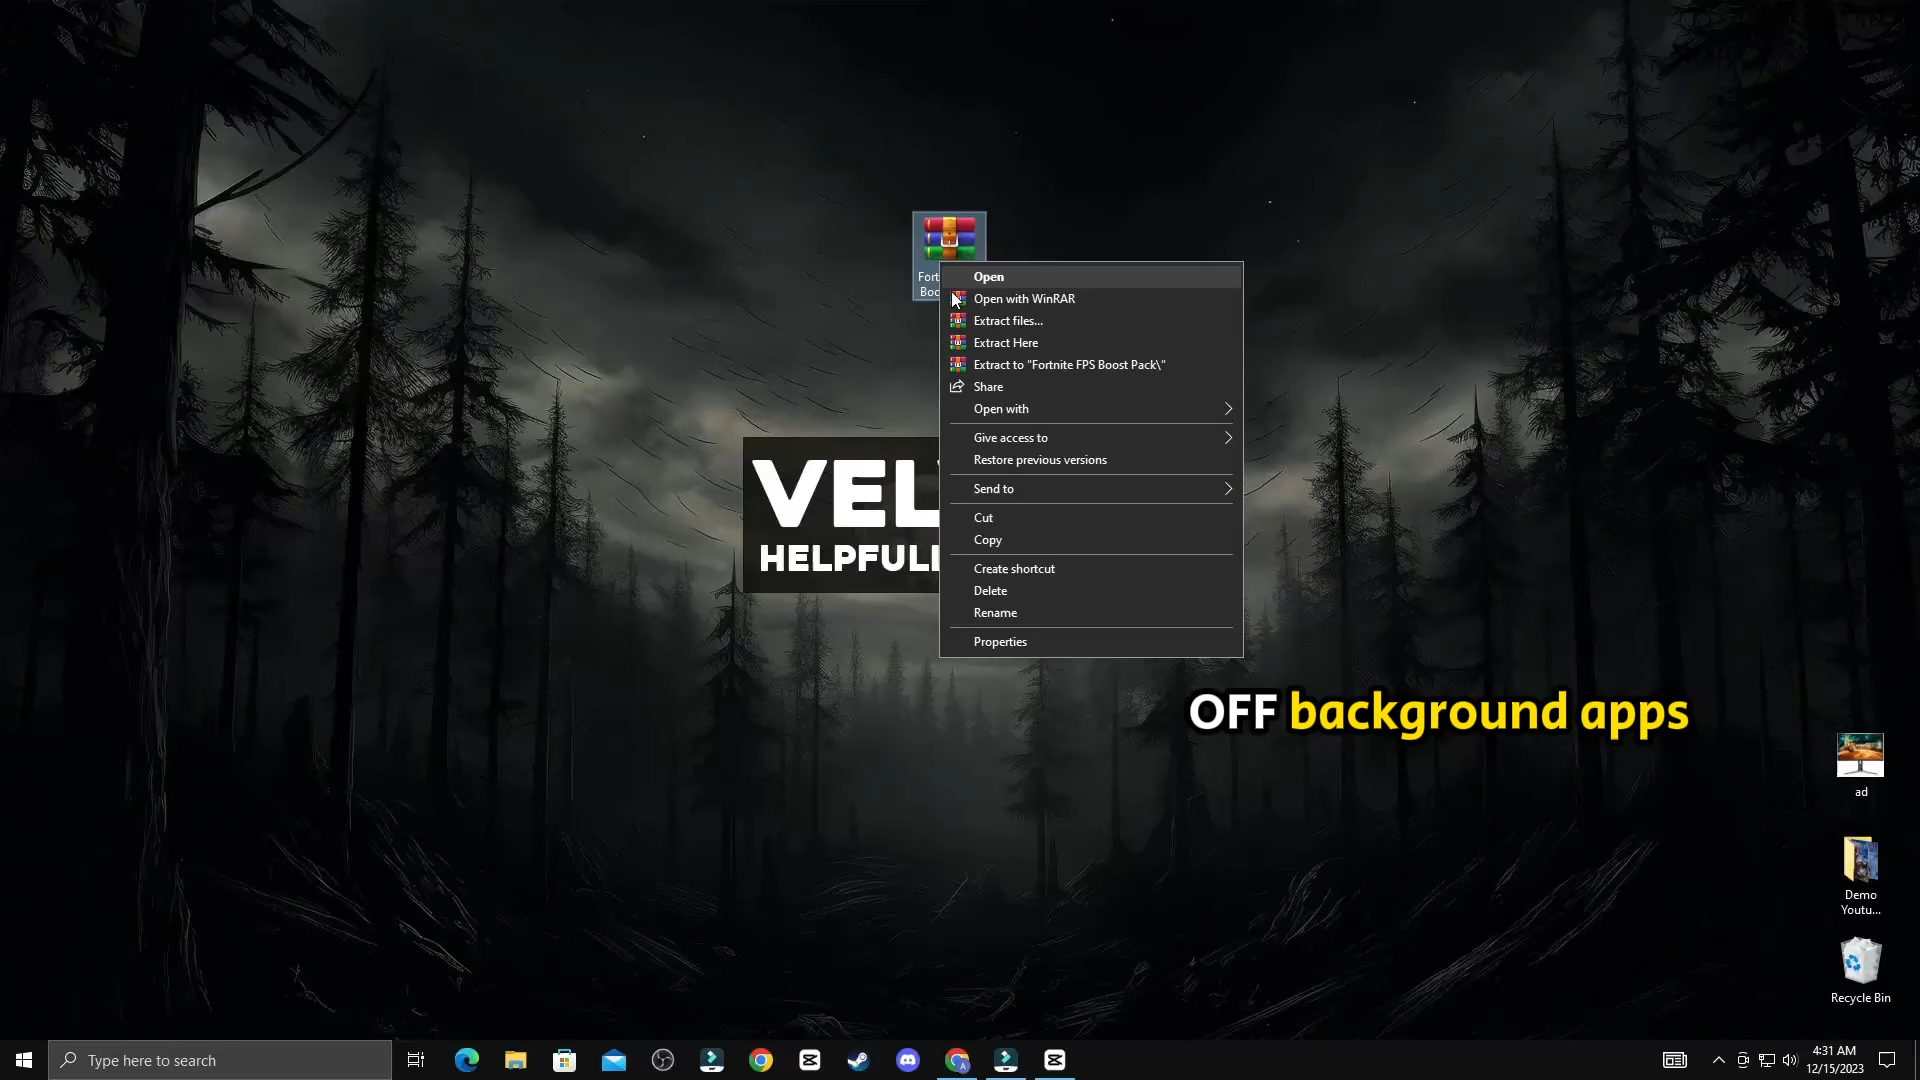 Fort
Boo
Open
Open with WinRAR
Extract files...
Extract Here
Extract to "Fortnite FPS Boost Pack\"
Share
Open with
Give access to
Restore previous versions
Send to
Cut
Copy
Create shortcut
Delete
Rename
Properties
VEL
HELPFUL
OFF background apps
ad
Demo
Youtu...
Recycle Bin
Type here to search
4:31 AM
12/15/2023